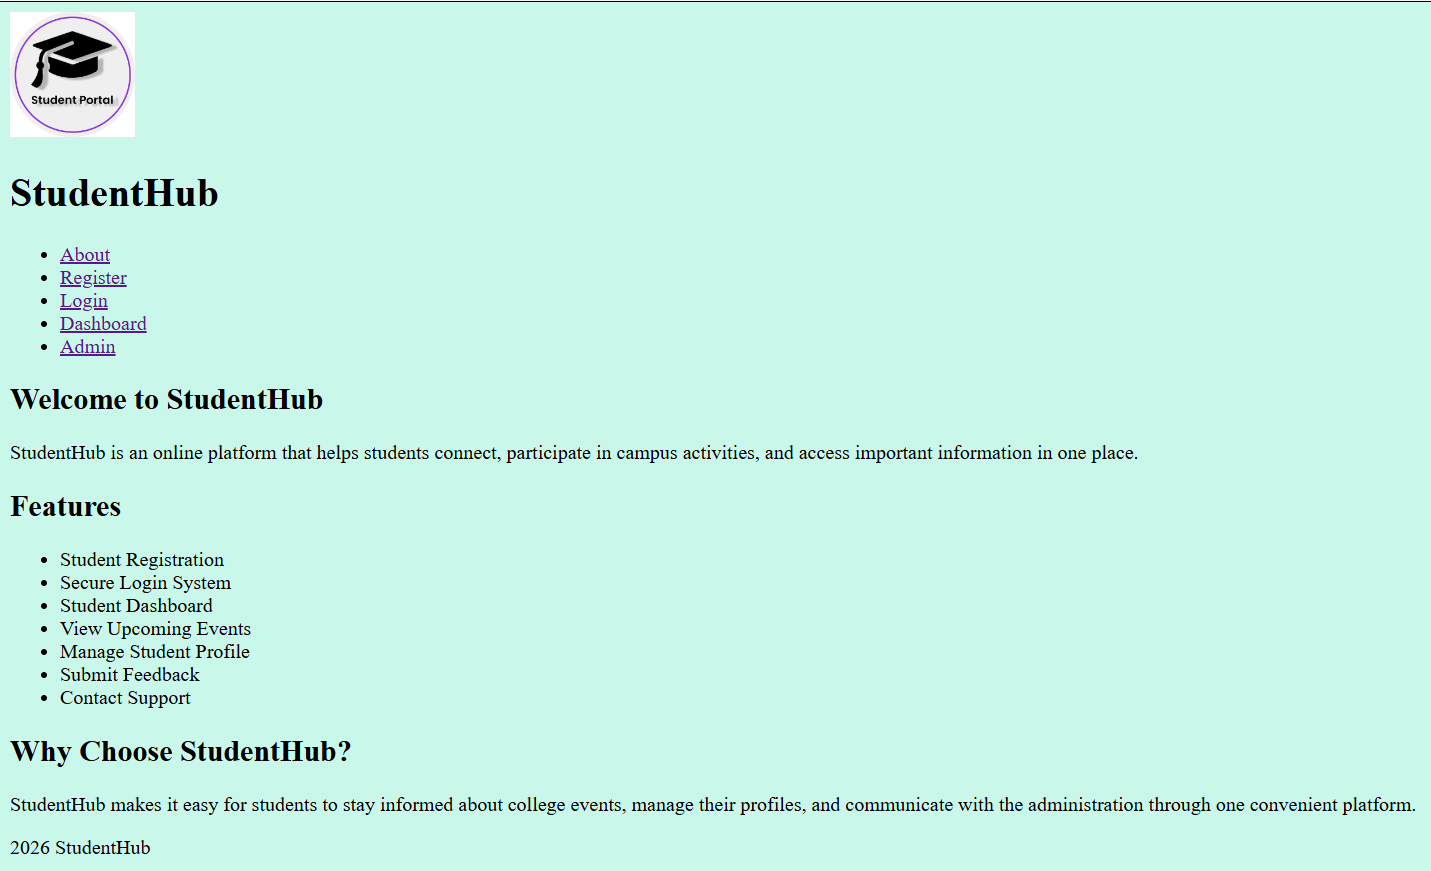 Student Portal
StudentHub
About
Register
Login
Dashboard
Admin
Welcome to StudentHub
StudentHub is an online platform that helps students connect, participate in campus activities, and access important information in one place.
Features
Student Registration
Secure Login System
Student Dashboard
View Upcoming Events
Manage Student Profile
Submit Feedback
Contact Support
Why Choose StudentHub?
StudentHub makes it easy for students to stay informed about college events, manage their profiles, and communicate with the administration through one convenient platform.
2026 StudentHub